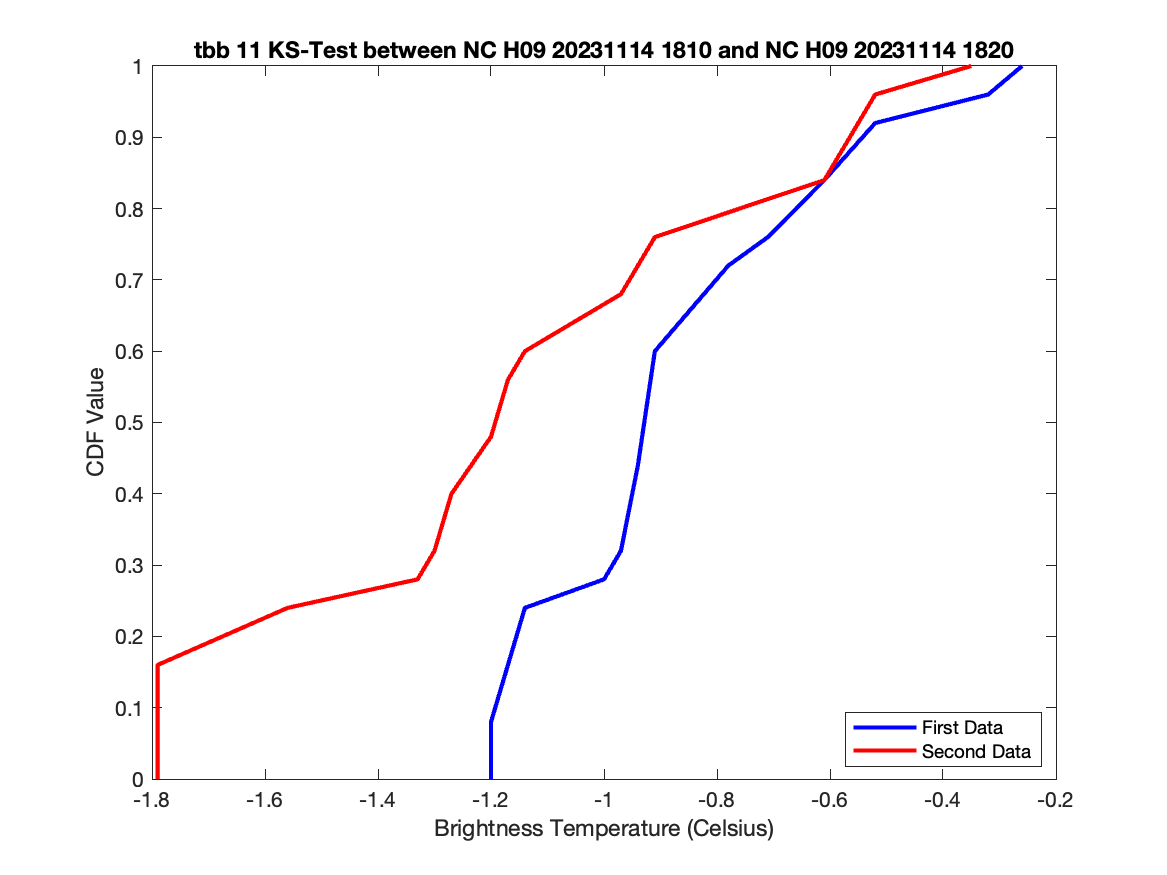 tbb 11 KS-Test between NC H09 20231114 1810 and NC H09 20231114 1820
1
0.9
0.8
0.7
0.6
0.5
0.4
0.3
0.2
0.1
0
CDF Value
First Data
Second Data
-1.8 -1.6 -1.4 -1.2 -1 -0.8 -0.6 -0.4 -0.2
Brightness Temperature (Celsius)